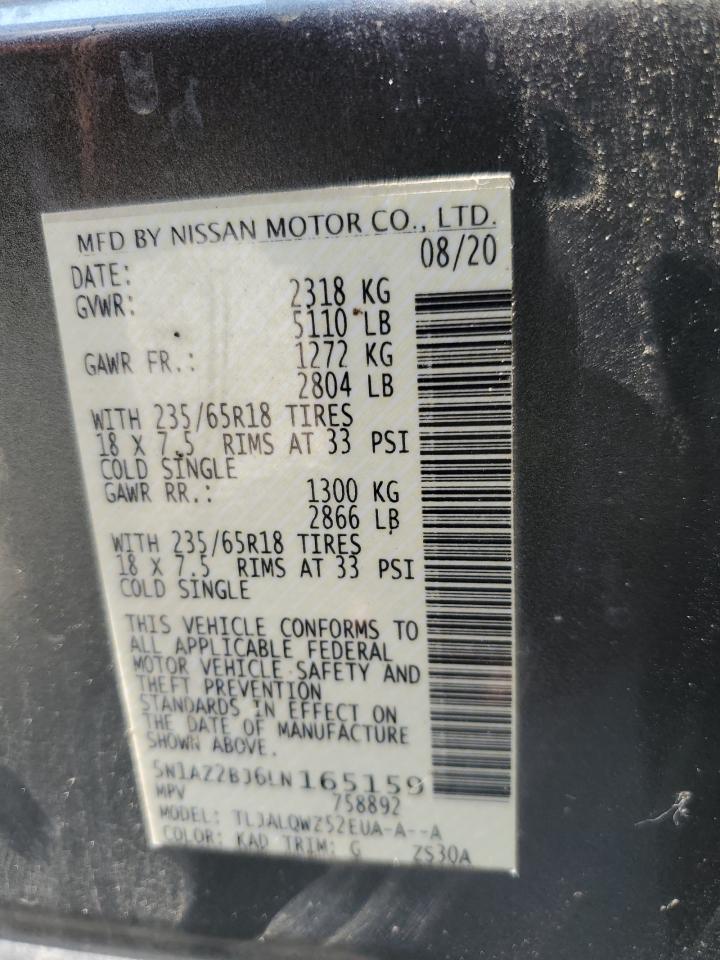 MFD BY NISSAN MOTOR CO., LTD.
DATE: 08/20
GVWR: 2318 KG
5110 LB
GAWR FR.: 1272 KG
2804 LB
WITH 235/65R18 TIRES
18 X 7.5 RIMS AT 33 PSI
COLD SINGLE
GAWR RR.: 1300 KG
2866 LB
WITH 235/65R18 TIRES
18 X 7.5 RIMS AT 33 PSI
COLD SINGLE
THIS VEHICLE CONFORMS TO
ALL APPLICABLE FEDERAL
MOTOR VEHICLE SAFETY AND
THEFT PREVENTION
STANDARDS IN EFFECT ON
THE DATE OF MANUFACTURE
SHOWN ABOVE.
5N1AZ2BJ6LN165159
MPV 758892
MODEL: TLJALQWZ52EUA-A--A
COLOR: KAD TRIM: G ZS30A